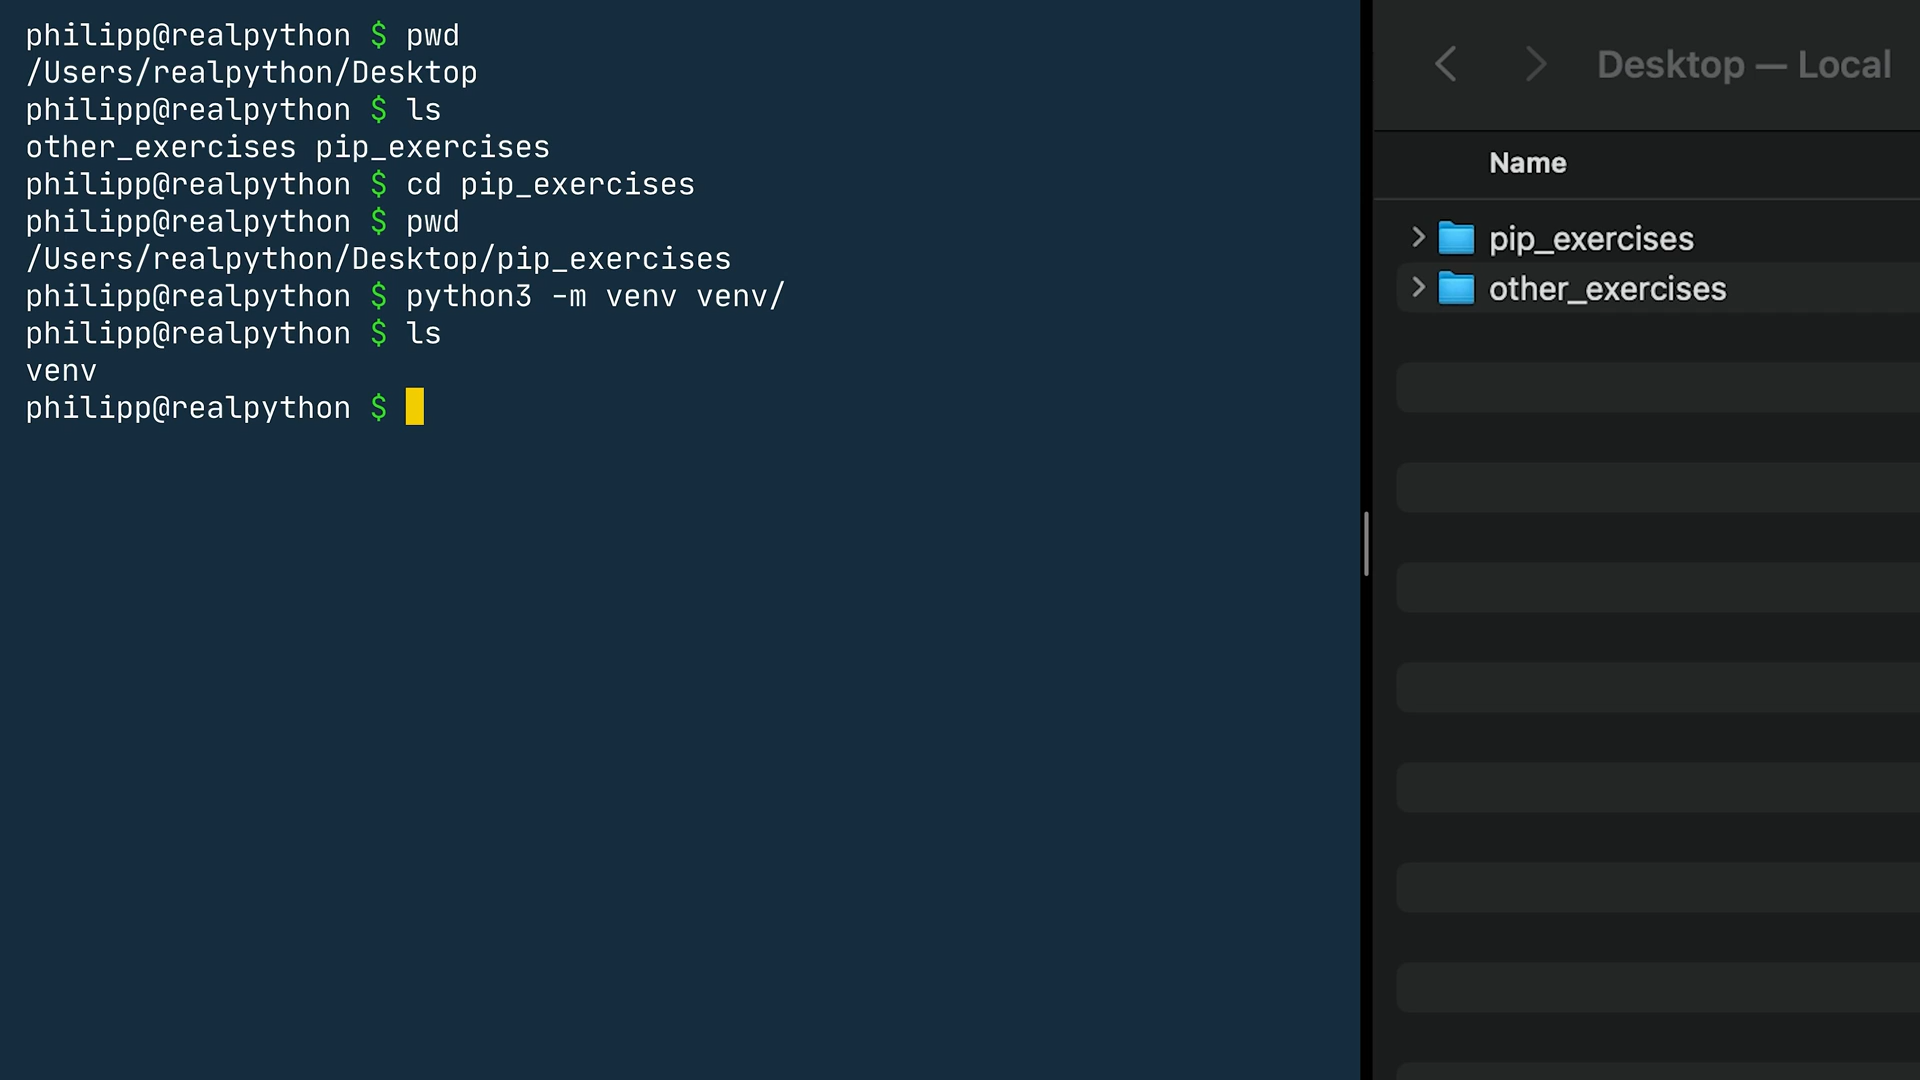 philipp@realpython $ pwd
/Users/realpython/Desktop
philipp@realpython $ ls
other_exercises pip_exercises
philipp@realpython $ cd pip_exercises
philipp@realpython $ pwd
/Users/realpython/Desktop/pip_exercises
philipp@realpython $ python3 -m venv venv/
philipp@realpython $ ls
venv
philipp@realpython $
Desktop — Local
Name
pip_exercises
other_exercises